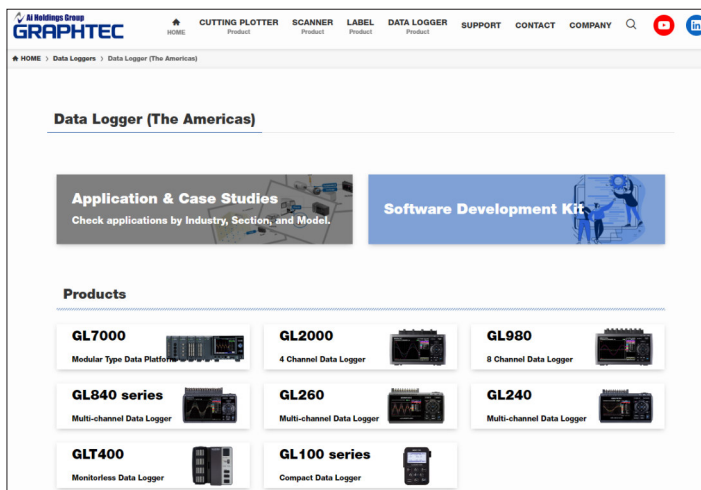 Ai Holdings Group
GRAPHTEC
HOME
CUTTING PLOTTER
Product
SCANNER
Product
LABEL
Product
DATA LOGGER
Product
SUPPORT
CONTACT
COMPANY
in
HOME > Data Loggers > Data Logger (The Americas)
Data Logger (The Americas)
Application & Case Studies
Check applications by Industry, Section, and Model.
Software Development Kit
Products
GL7000
Modular Type Data Platform
GL2000
4 Channel Data Logger
GL980
8 Channel Data Logger
GL840 series
Multi-channel Data Logger
GL260
Multi-channel Data Logger
GL240
Multi-channel Data Logger
GLT400
Monitorless Data Logger
GL100 series
Compact Data Logger